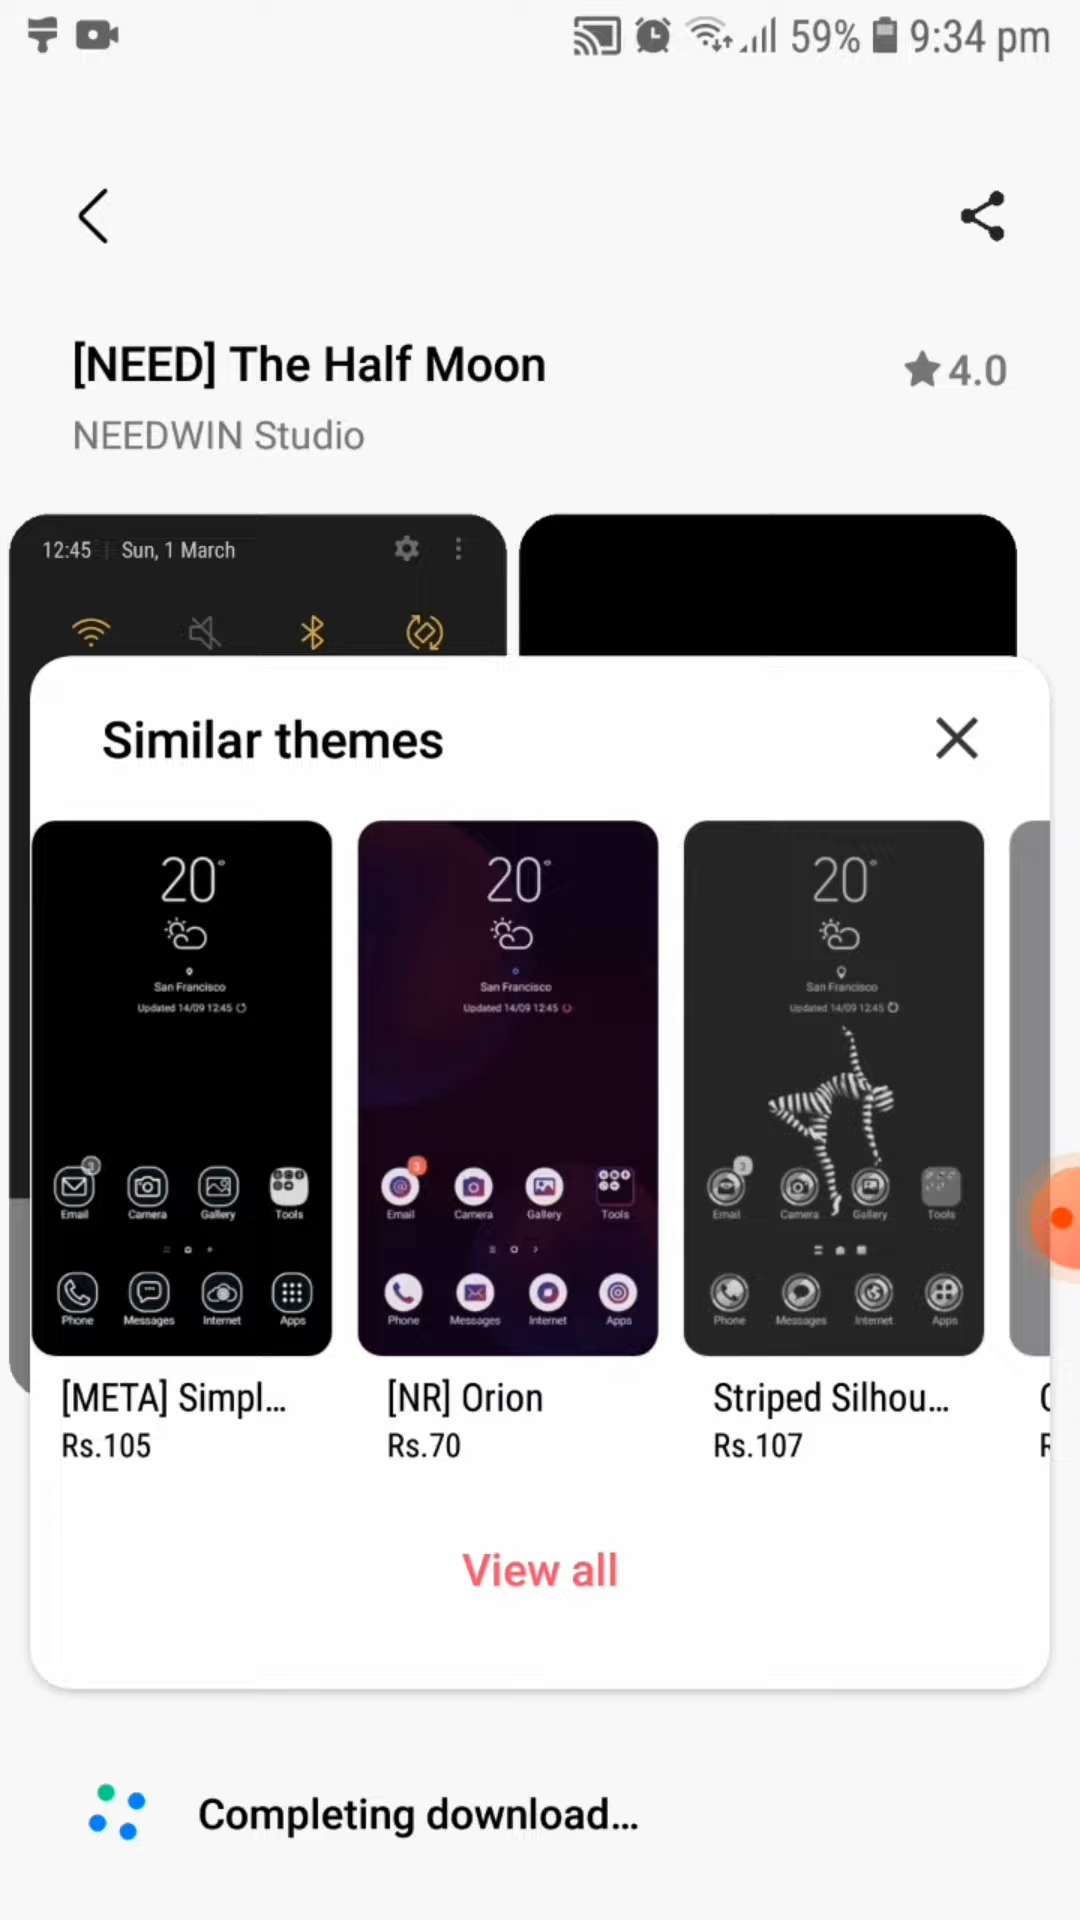 59% 9:34 pm
[NEED] The Half Moon
4.0
NEEDWIN Studio
12:45 Sun, 1 March
Similar themes
20° 20° 20°
San Francisco San Francisco San Francisco
Updated 14/09 12:45 Updated 14/09 12:45 Updated 14/09 12:45
3 3 3
Email Camera Gallery Tools Email Camera Gallery Tools Email Camera Gallery Tools
Phone Messages Internet Apps Phone Messages Internet Apps Phone Messages Internet Apps
[META] Simpl... [NR] Orion Striped Silhou...
Rs.105 Rs.70 Rs.107
View all
Completing download...